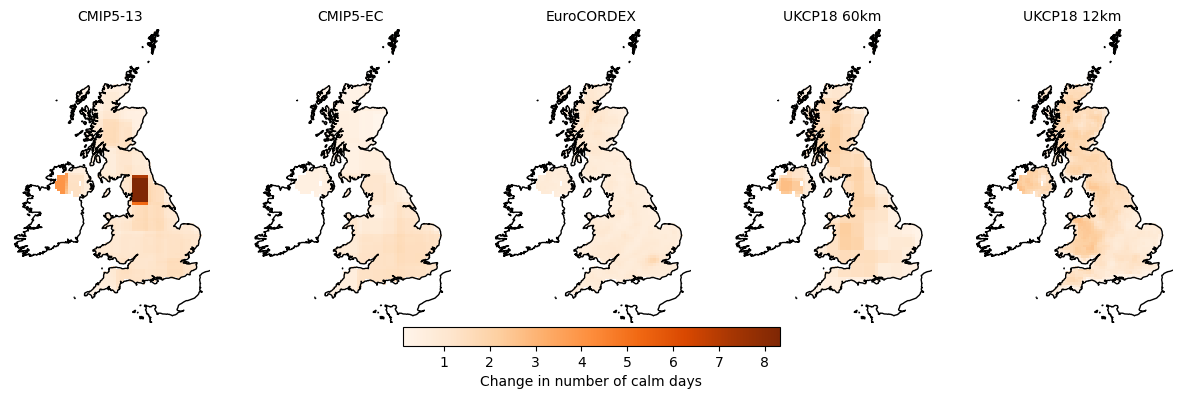 CMIP5-13 CMIP5-EC EuroCORDEX UKCP18 60km UKCP18 12km
1 2 3 4 5 6 7 8
Change in number of calm days